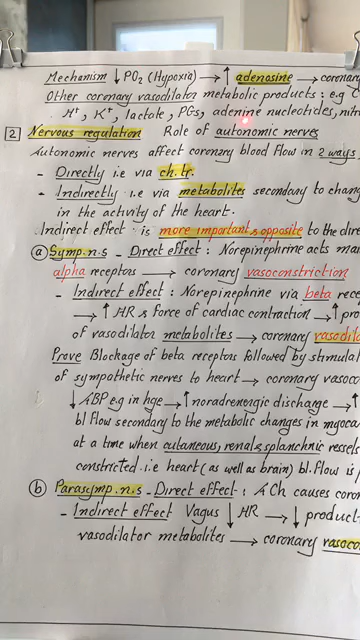 Mechanism ↓ PO2 (Hypoxia) → ↑ adenosine → coronar
Other coronary vasodilator metabolic products : e.g C
H⁺, K⁺, lactate, PGs, adenine nucleotides, nitr
2 Nervous regulation Role of autonomic nerves
Autonomic nerves affect coronary blood flow in 2 ways
- Directly i.e via ch.tr.
- Indirectly i.e via metabolites secondary to chang
in the activity of the heart.
Indirect effect is more important & opposite to the dire
a Symp.n.s - Direct effect : Norepinephrine acts ma
alpha receptors → coronary vasoconstriction
- Indirect effect : Norepinephrine via beta rece
→ ↑ HR & force of cardiac contraction → ↑ pro
of vasodilator metabolites → coronary vasodila
Prove Blockage of beta receptors followed by stimulat
of sympathetic nerves to heart → coronary vasoco
↓ ABP e.g in hge → ↑ noradrenergic discharge → ↑
bl flow secondary to the metabolic changes in myoca
at a time when cutaneous, renal & splanchnic vessels
constricted. i.e heart (as well as brain) bl. flow is p
b Parasymp.n.s - Direct effect : ACh causes coro
- Indirect effect Vagus ↓ HR → ↓ product
vasodilator metabolites → coronary vasoco